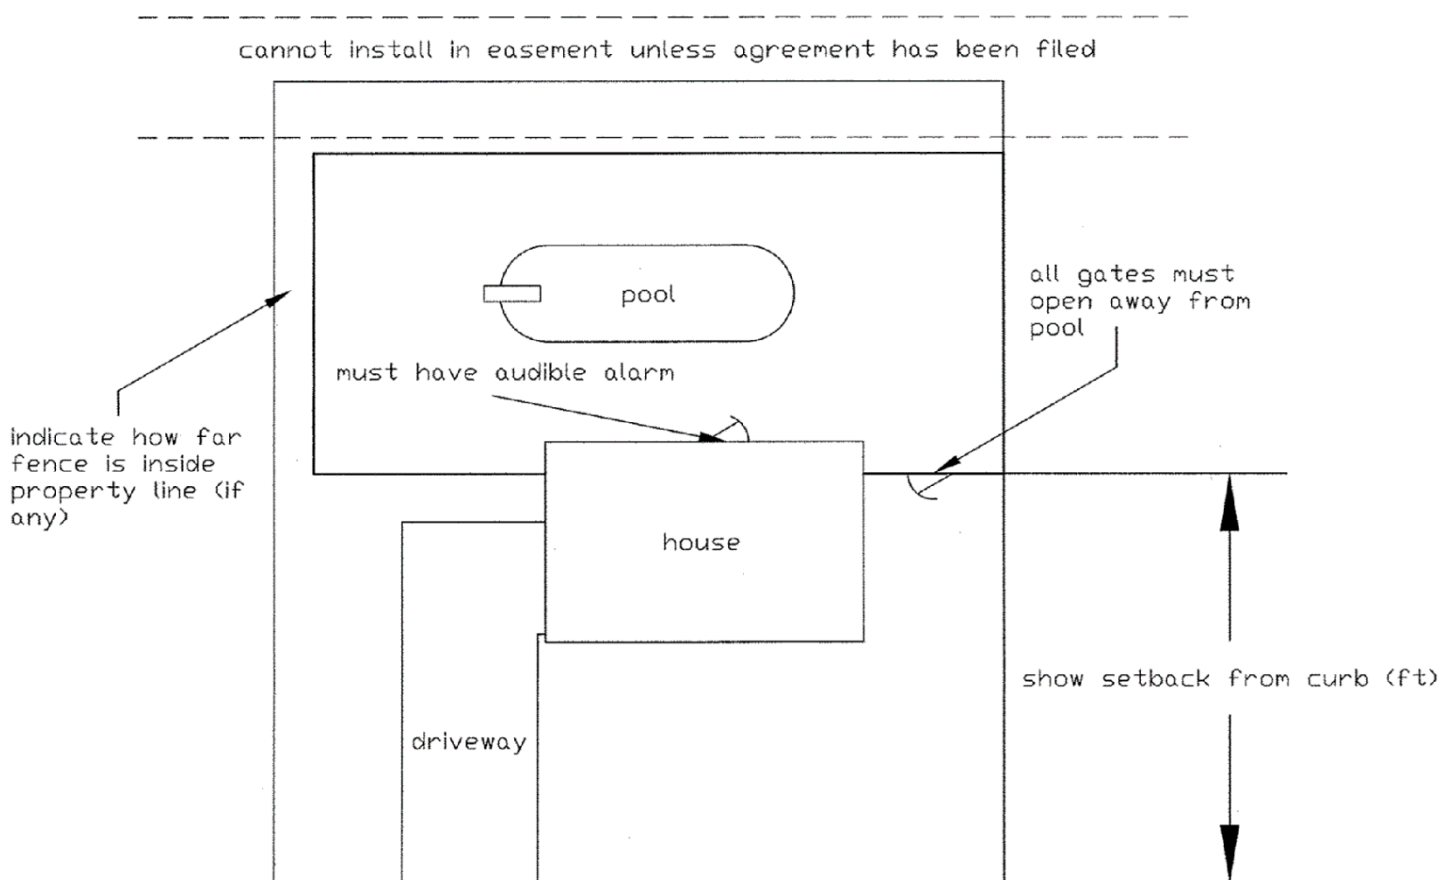 cannot install in easement unless agreement has been filed
all gates must
open away from
pool
pool
must have audible alarm
indicate how far
fence is inside
property line (if
any)
house
show setback from curb (ft)
driveway